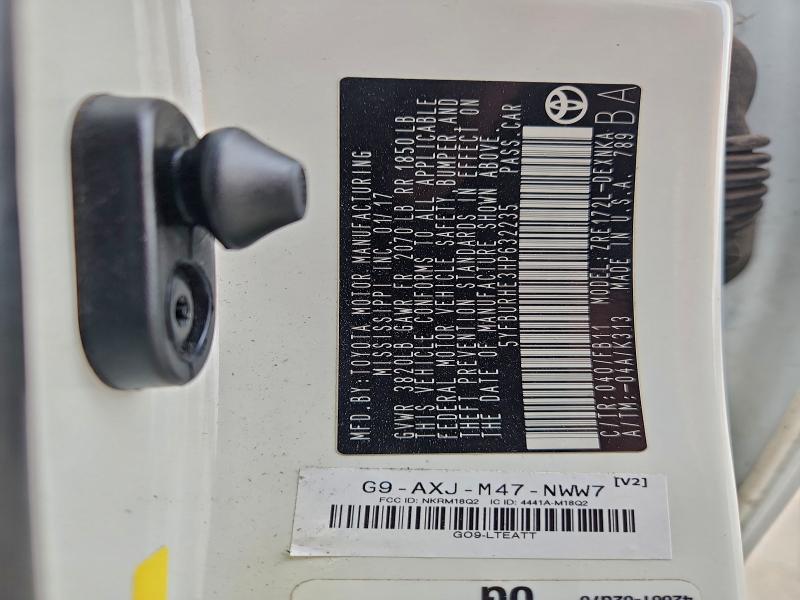 MFD.BY:TOYOTA MOTOR MANUFACTURING
MISSISSIPPI INC. 01/17
GVWR 3820LB GAWR FR 2070 LB RR 1850LB
THIS VEHICLE CONFORMS TO ALL APPLICABLE
FEDERAL MOTOR VEHICLE SAFETY BUMPER AND
THEFT PREVENTION STANDARDS IN EFFECT ON
THE DATE OF MANUFACTURE SHOWN ABOVE.
5YFBURHE3HP632235 PASS.CAR
C/TR:040/FB11 MODEL:ZRE172L-DEXNKA
A/TM:-04A/K313 MADE IN U.S.A. 789 BA
G9-AXJ-M47-NWW7 [V2]
FCC ID: NKRM18Q2 IC ID: 4441A-M18Q2
GO9-LTEATT